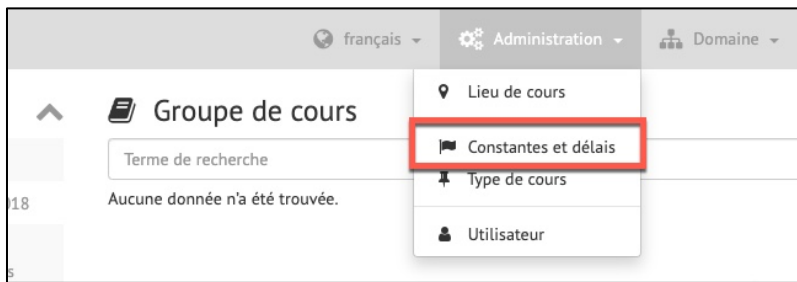 français Administration Domaine
Lieu de cours
Groupe de cours
Constantes et délais
Terme de recherche
Type de cours
018
Aucune donnée n'a été trouvée.
Utilisateur
s